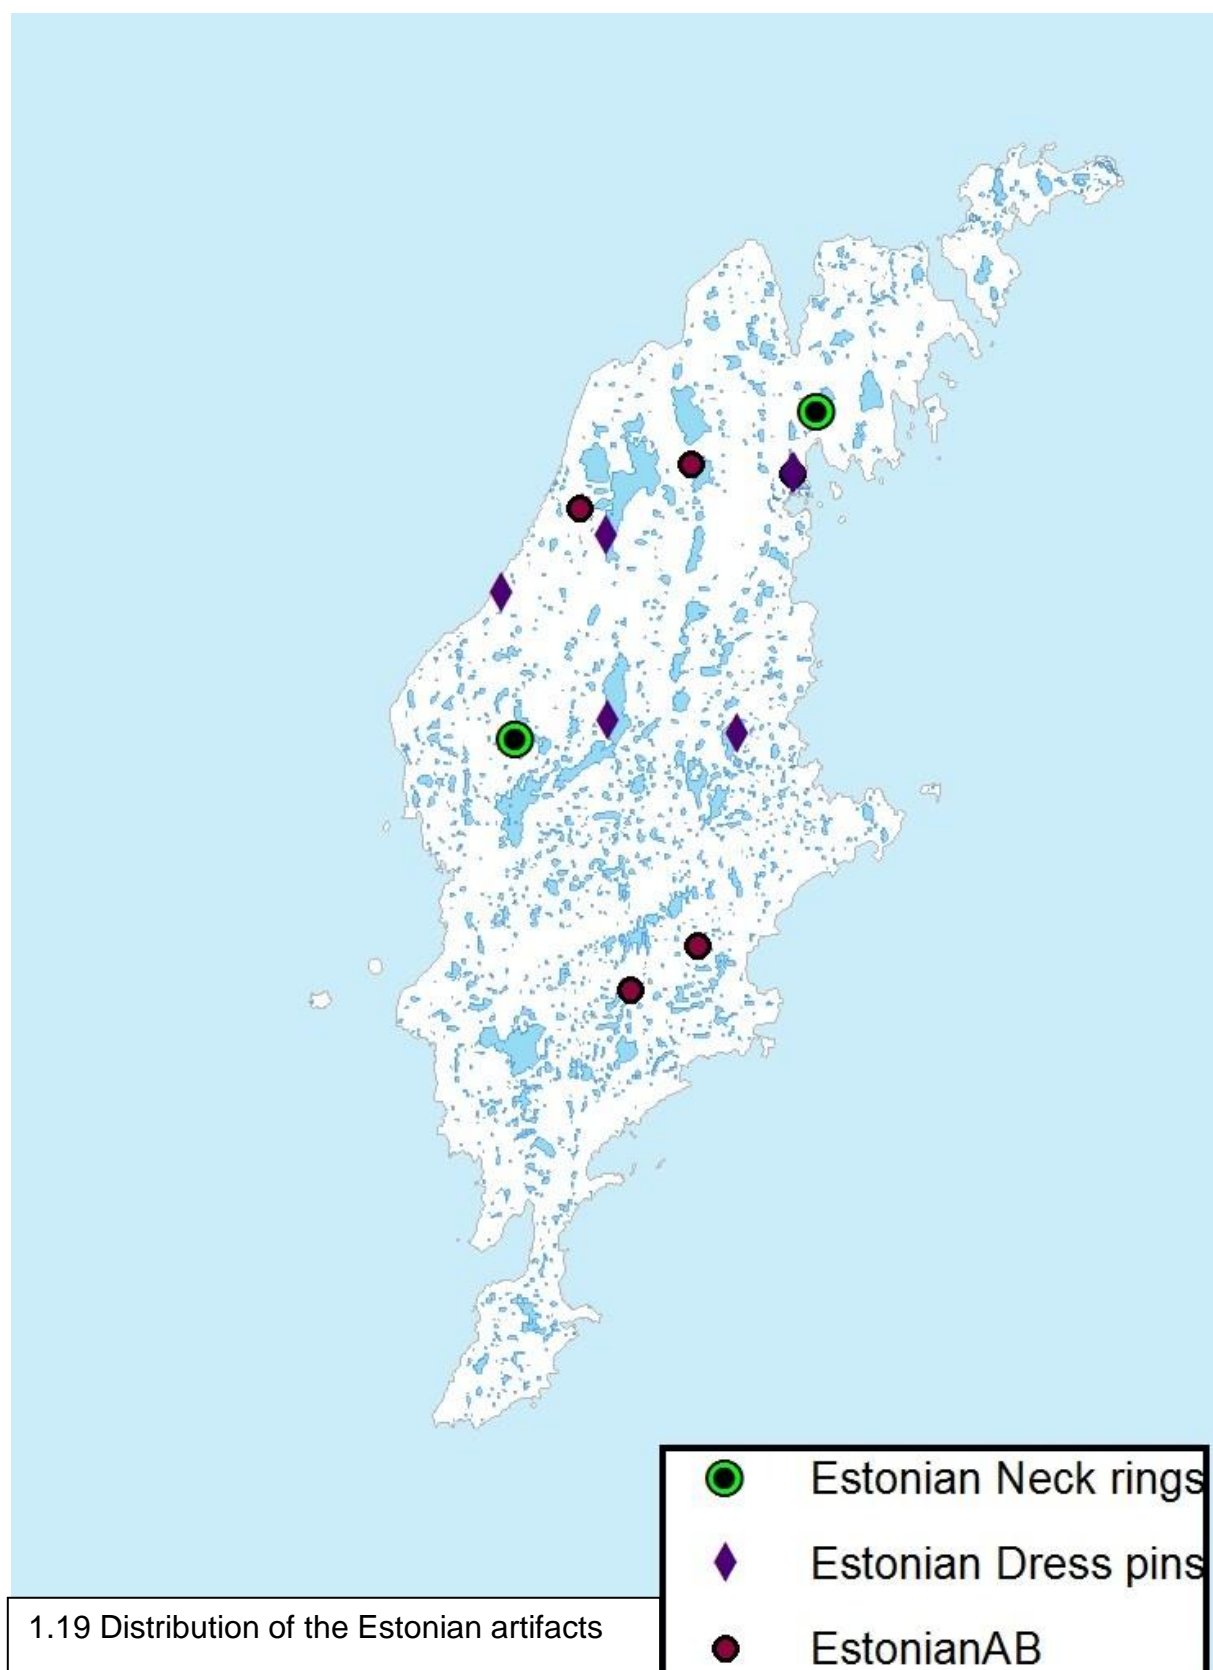 Estonian Neck rings
Estonian Dress pins
EstonianAB
1.19 Distribution of the Estonian artifacts